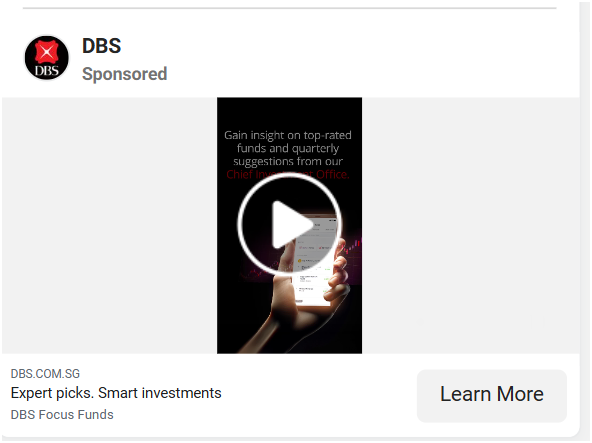 DBS
DBS
Sponsored
Gain insight on top-rated
funds and quarterly
suggestions from our
Chief Investment Office.
DBS.COM.SG
Expert picks. Smart investments
DBS Focus Funds
Learn More